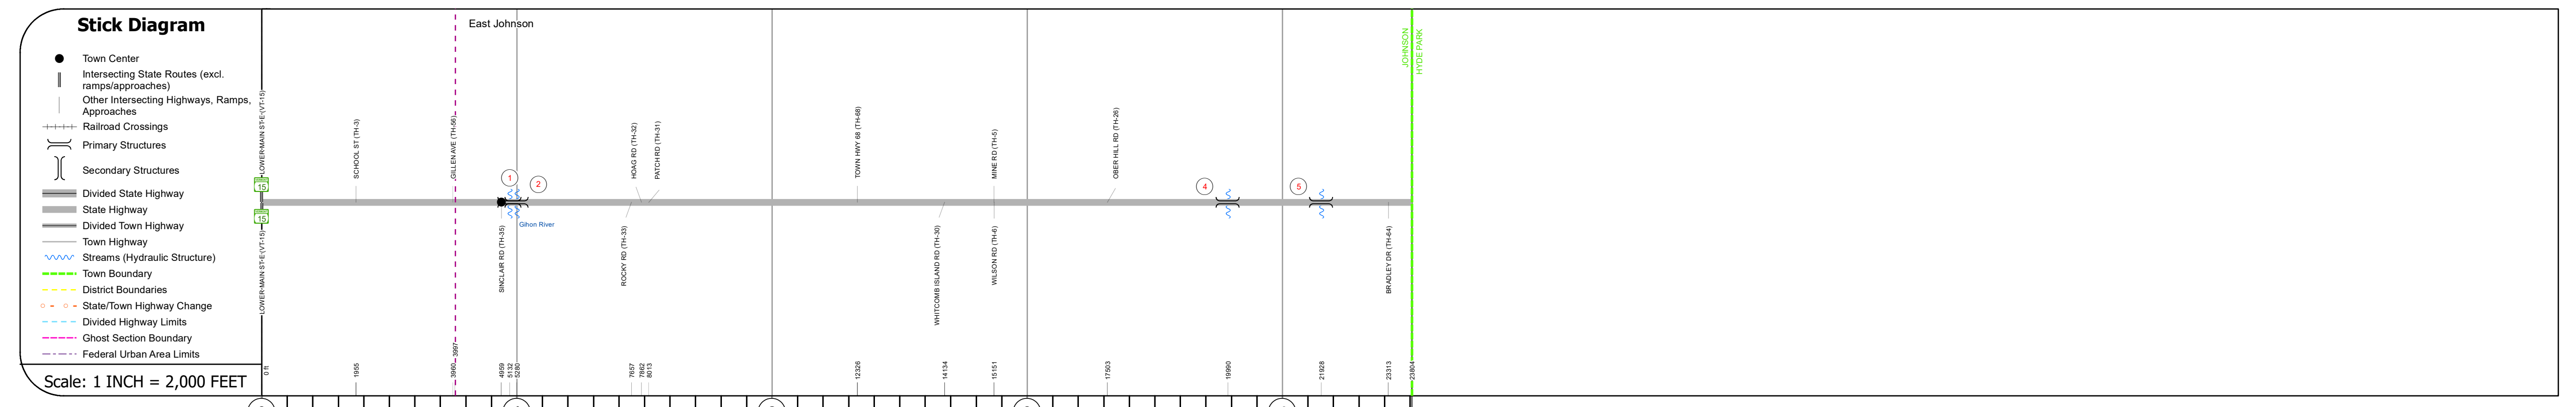 Stick Diagram
Town Center
Intersecting State Routes (excl.
ramps/approaches)
Other Intersecting Highways, Ramps,
Approaches
Railroad Crossings
Primary Structures
Secondary Structures
Divided State Highway
State Highway
Divided Town Highway
Town Highway
Streams (Hydraulic Structure)
Town Boundary
District Boundaries
State/Town Highway Change
Divided Highway Limits
Ghost Section Boundary
Federal Urban Area Limits
Scale: 1 INCH = 2,000 FEET
East Johnson
JOHNSON
HYDE PARK
LOWER-MAIN ST-E-(VT-15)
SCHOOL ST (TH-3)
GILLEN AVE (TH-56)
HOAG RD (TH-32)
PATCH RD (TH-31)
TOWN HWY 68 (TH-68)
MINE RD (TH-5)
OBER HILL RD (TH-26)
15
1
2
4
5
15
Gihon River
LOWER-MAIN ST-E-(VT-15)
SINCLAIR RD (TH-35)
ROCKY RD (TH-33)
WHITCOMB ISLAND RD (TH-30)
WILSON RD (TH-6)
BRADLEY DR (TH-64)
0 ft
1955
3960
3997
4959
5132
5280
7657
7862
8013
12326
14134
15151
17503
19990
21928
23313
23804